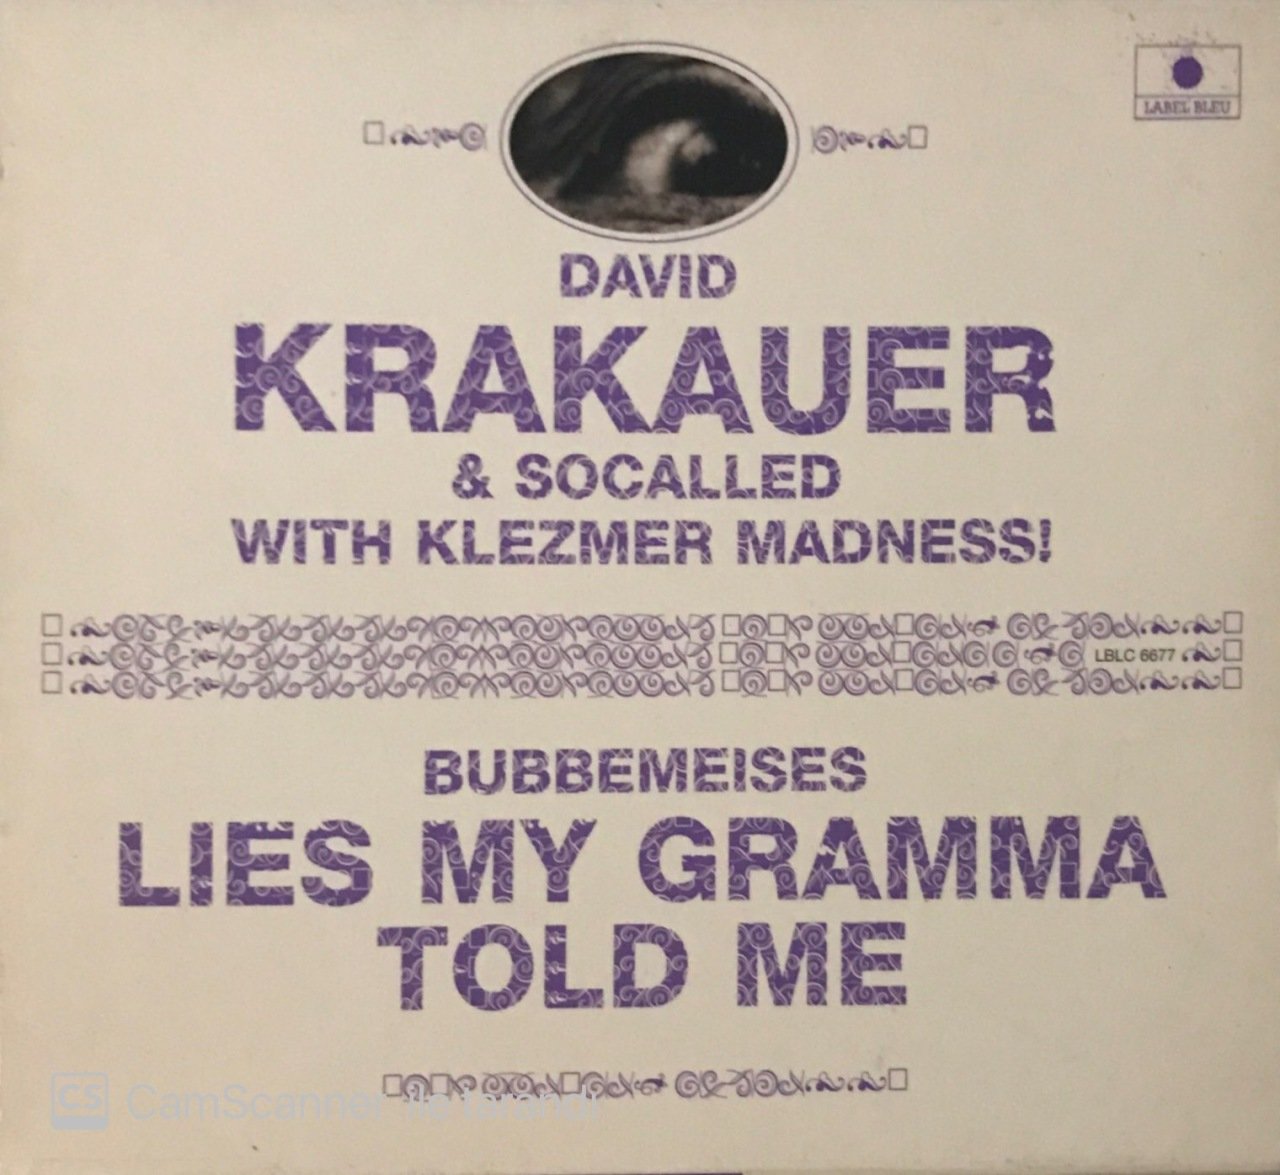 LABEL BLEU
DAVID
KRAKAUER
& SOCALLED
WITH KLEZMER MADNESS!
LBLC 6677
BUBBEMEISES
LIES MY GRAMMA
TOLD ME
CS CamScanner ile tarandı